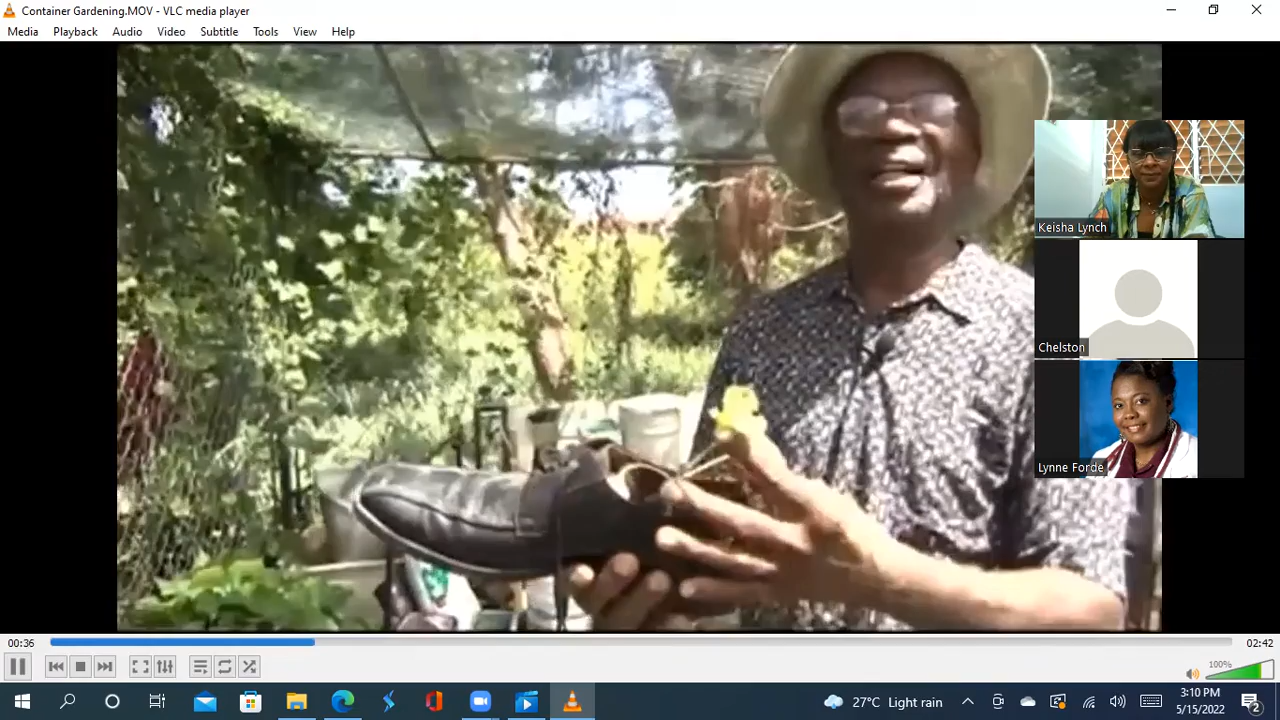 Container Gardening.MOV - VLC media player
Media Playback Audio Video Subtitle Tools View Help
Keisha Lynch
Chelston
Lynne Forde
00:36
02:42
100%
27°C Light rain
3:10 PM
5/15/2022
2